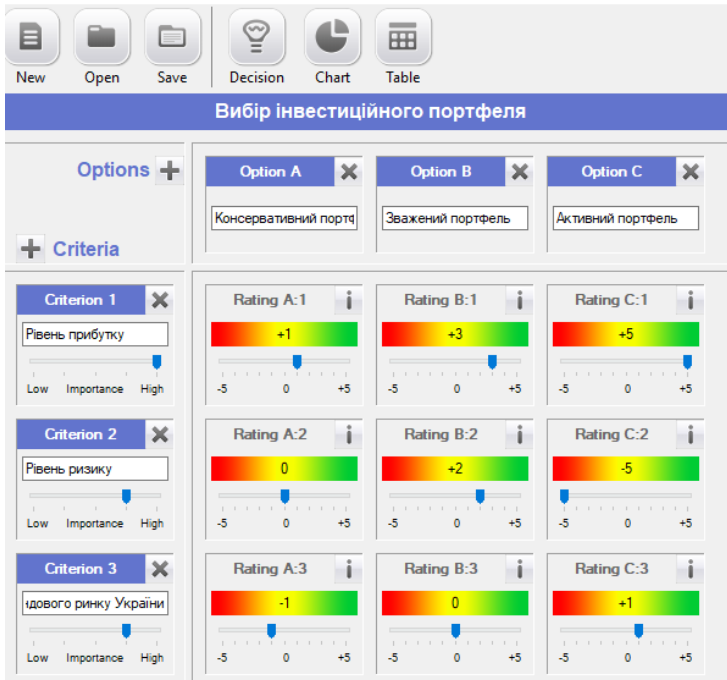 New Open Save Decision Chart Table
Вибір інвестиційного портфеля
Options
Option A Option B Option C
Консервативний Зважений портфель Активний портфель
Criteria
Criterion 1 Rating A:1 i Rating B:1 i Rating C:1 i
Рівень прибутку +1 +3 +5
Low Importance High -5 0 +5 -5 0 +5 -5 0 +5
Criterion 2 Rating A:2 i Rating B:2 i Rating C:2 i
Рівень ризику 0 +2 -5
Low Importance High -5 0 +5 -5 0 +5 -5 0 +5
Criterion 3 Rating A:3 i Rating B:3 i Rating C:3 i
ринку України -1 0 +1
Low Importance High -5 0 +5 -5 0 +5 -5 0 +5